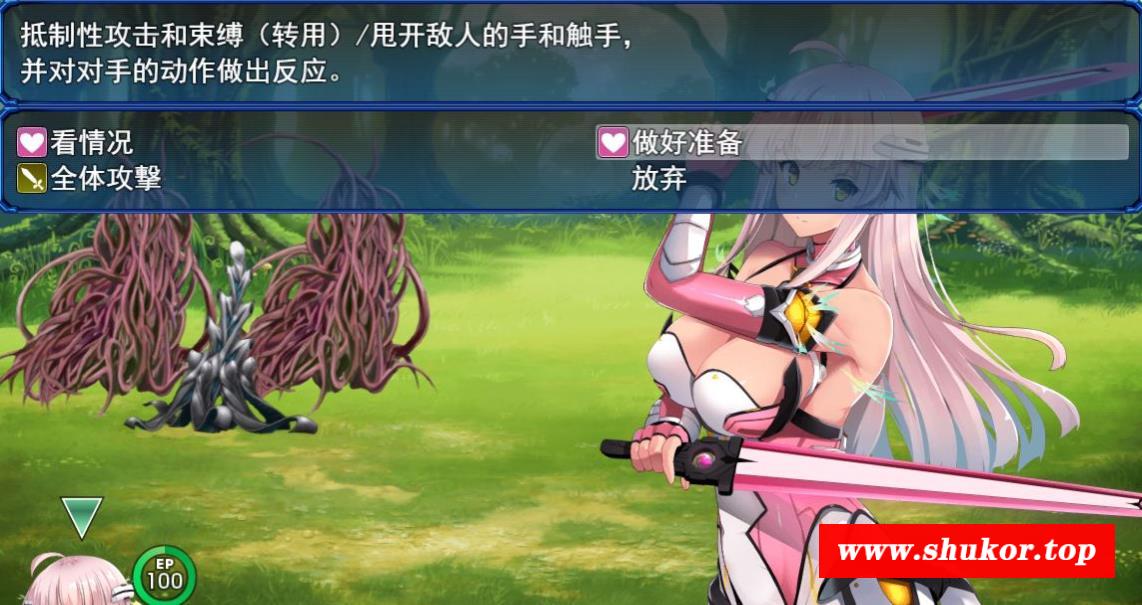 抵制性攻击和束缚（转用）/甩开敌人的手和触手，
并对对手的动作做出反应。
看情况
做好准备
全体攻撃
放弃
EP
100
www.shukor.top